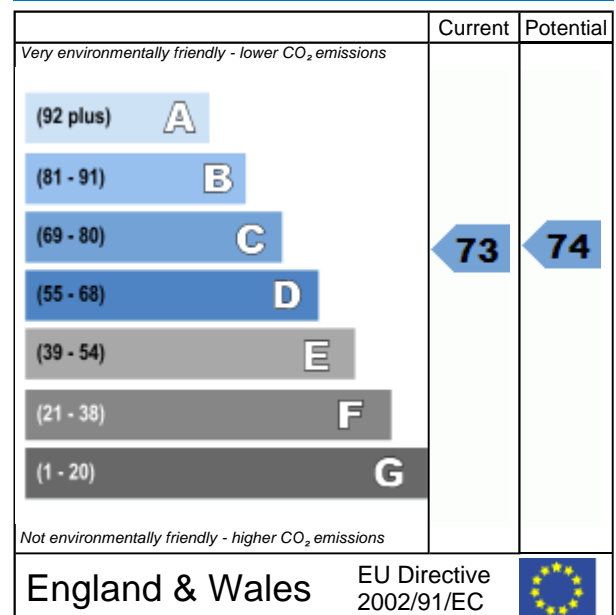 Current Potential
Very environmentally friendly - lower CO₂ emissions
(92 plus) A
(81 - 91) B
(69 - 80) C
73 74
(55 - 68) D
(39 - 54) E
(21 - 38) F
(1 - 20) G
Not environmentally friendly - higher CO₂ emissions
England & Wales
EU Directive
2002/91/EC